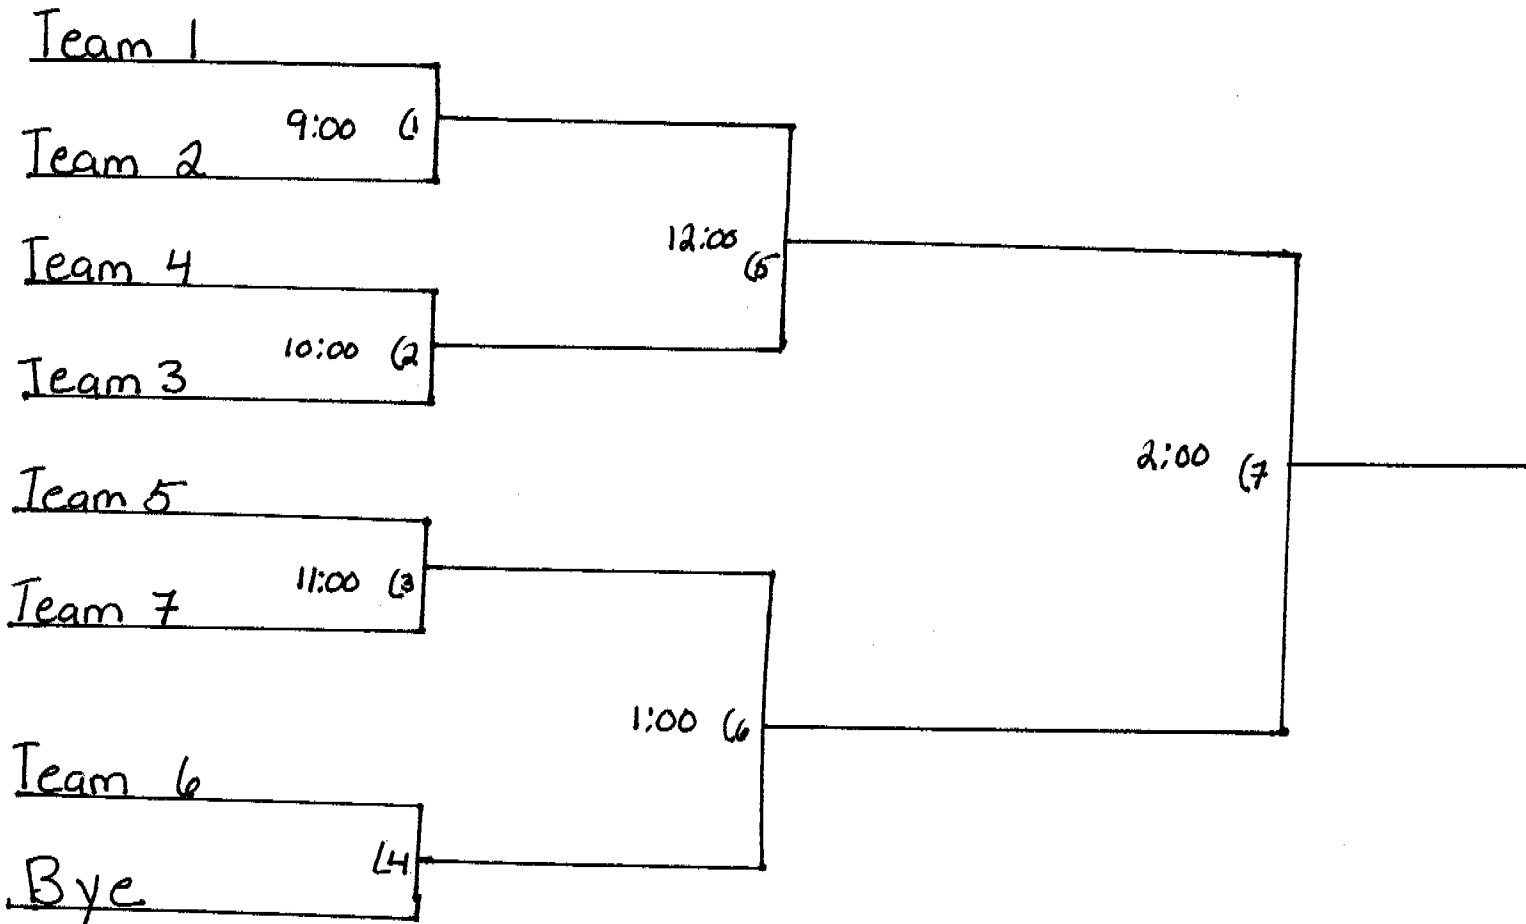 Team 1
9:00 (1
Team 2
12:00
(5
Team 4
10:00 (2
Team 3
2:00 (7
Team 5
11:00 (3
Team 7
1:00 (6
Team 6
(4
Bye